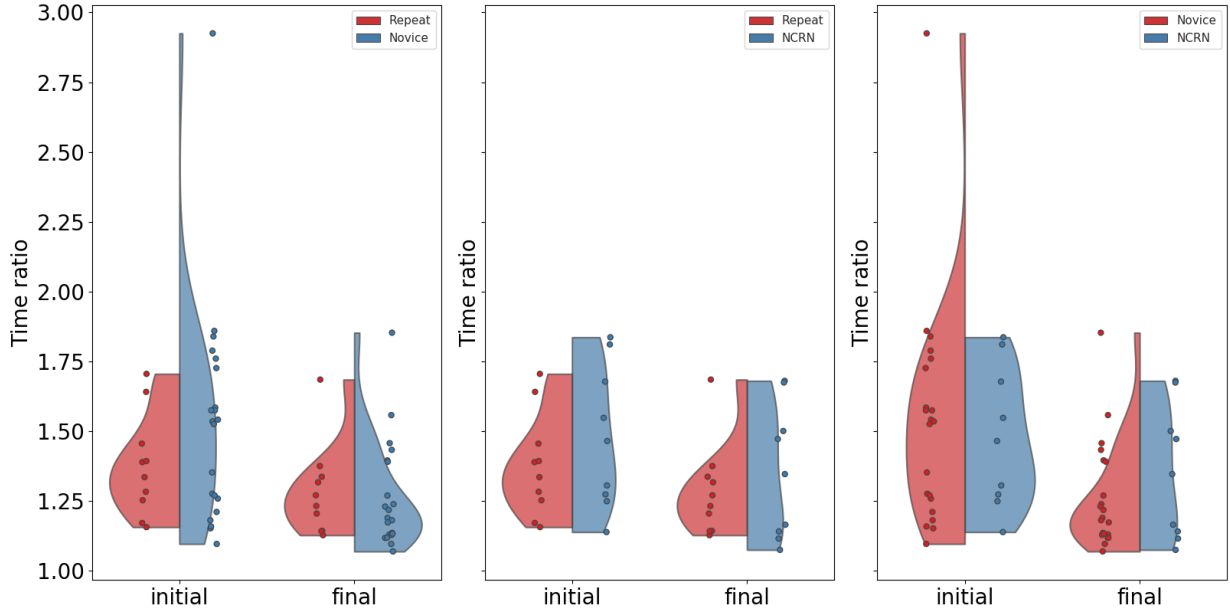 Time ratio
3.00
2.75
2.50
2.25
2.00
1.75
1.50
1.25
1.00
Repeat
Novice
initial
final
Time ratio
Repeat
NCRN
initial
final
Time ratio
Novice
NCRN
initial
final